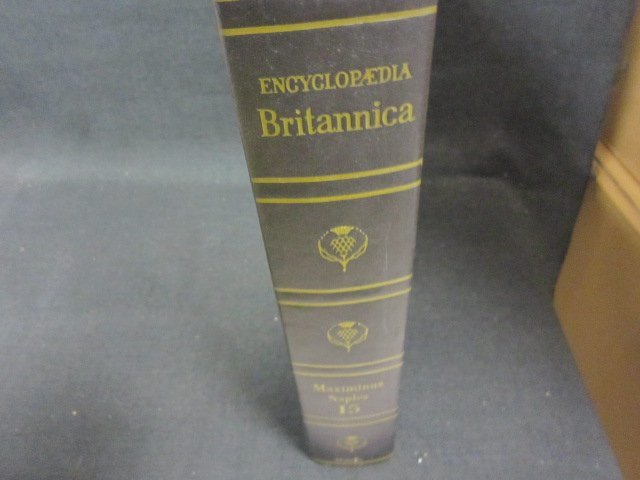 ENCYCLOPÆDIA
Britannica
Maximinus
Naples
15